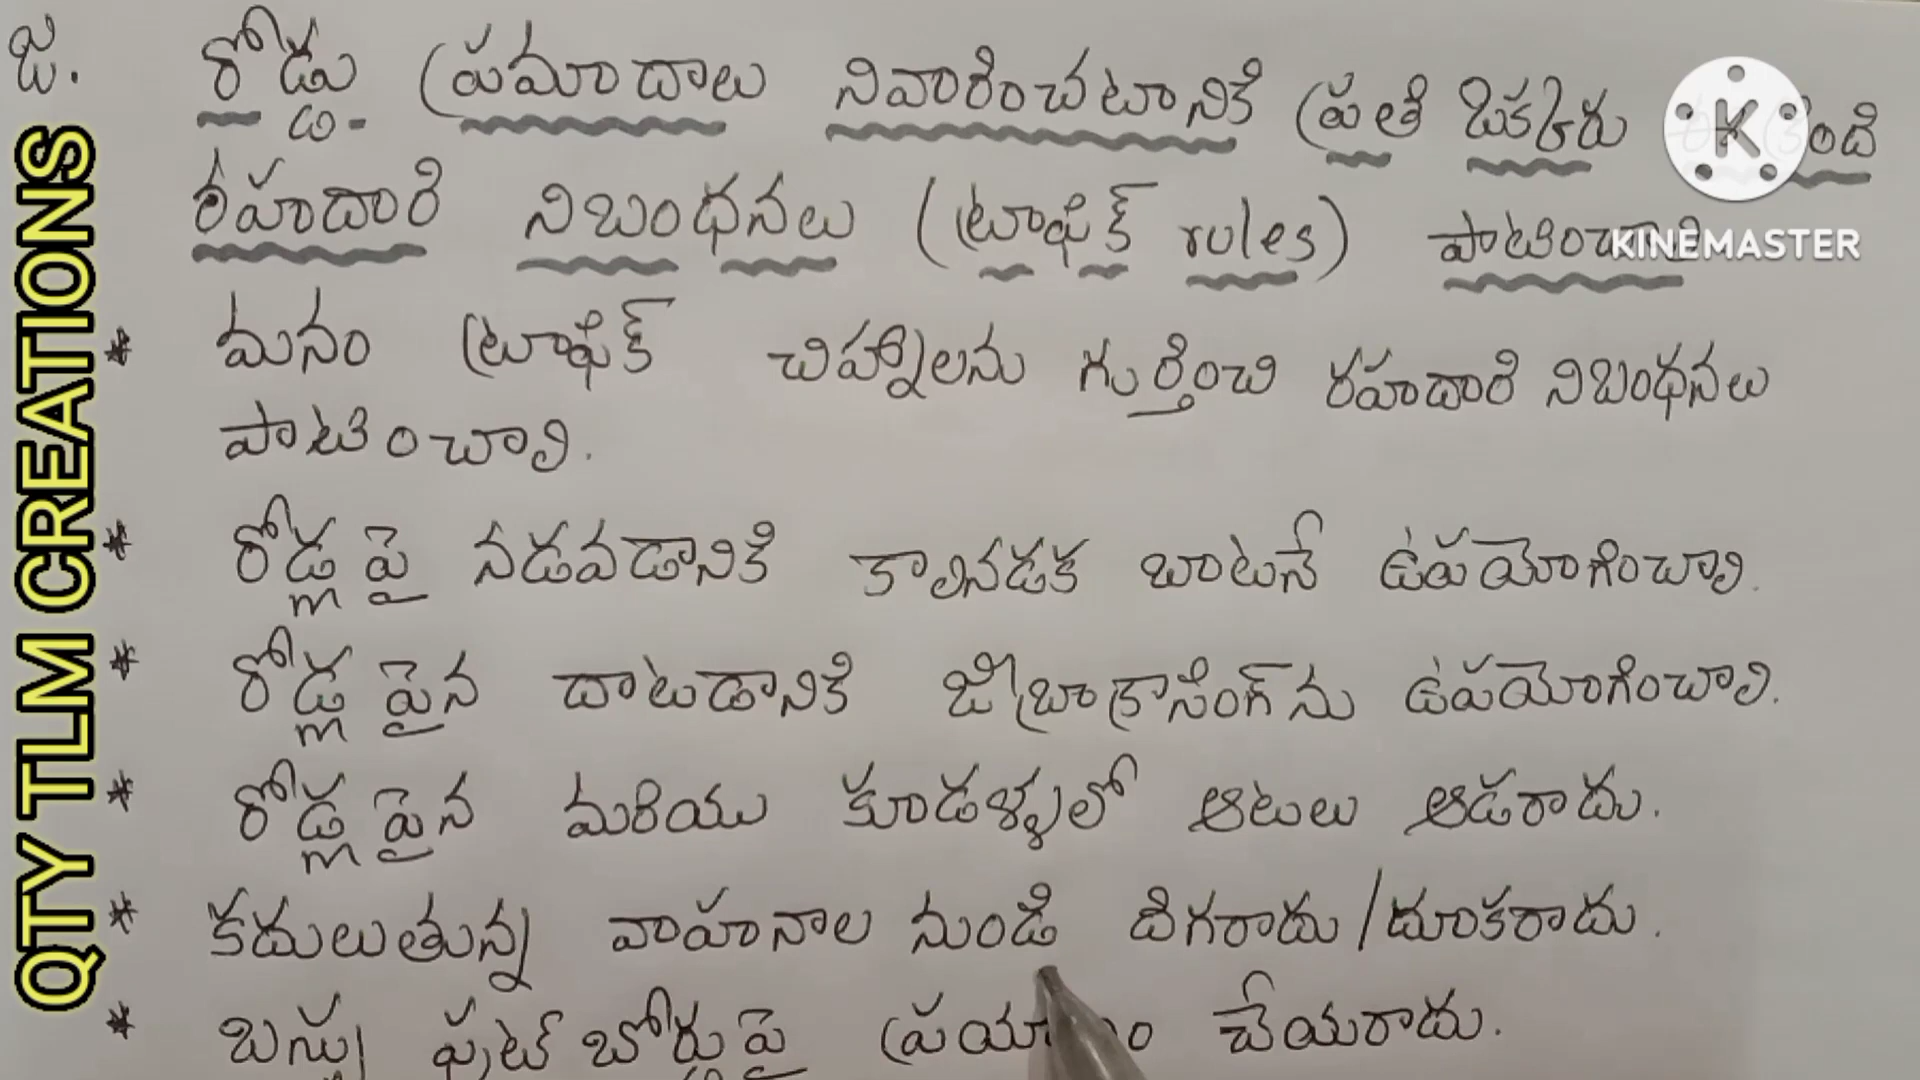 జ. రోడ్డు ప్రమాదాలు నివారించటానికి ప్రతి ఒక్కరు
రహదారి నిబంధనలు (ట్రాఫిక్ rules) పాటించాలి
* మనం ట్రాఫిక్ చిహ్నాలను గుర్తించి రహదారి నిబంధనలు
పాటించాలి.
* రోడ్లపై నడవడానికి కాలినడక బాటనే ఉపయోగించాలి.
* రోడ్లపైన దాటడానికి జీబ్రాక్రాసింగ్‌ను ఉపయోగించాలి.
* రోడ్లపైన మరియు కూడళ్ళులో ఆటలు ఆడరాదు.
* కదులుతున్న వాహనాల నుండి దిగరాదు/దూకరాదు.
* బస్సు ఫుట్ బోర్డుపై ప్రయాణం చేయరాదు.
QTY TLM CREATIONS
K
KINEMASTER